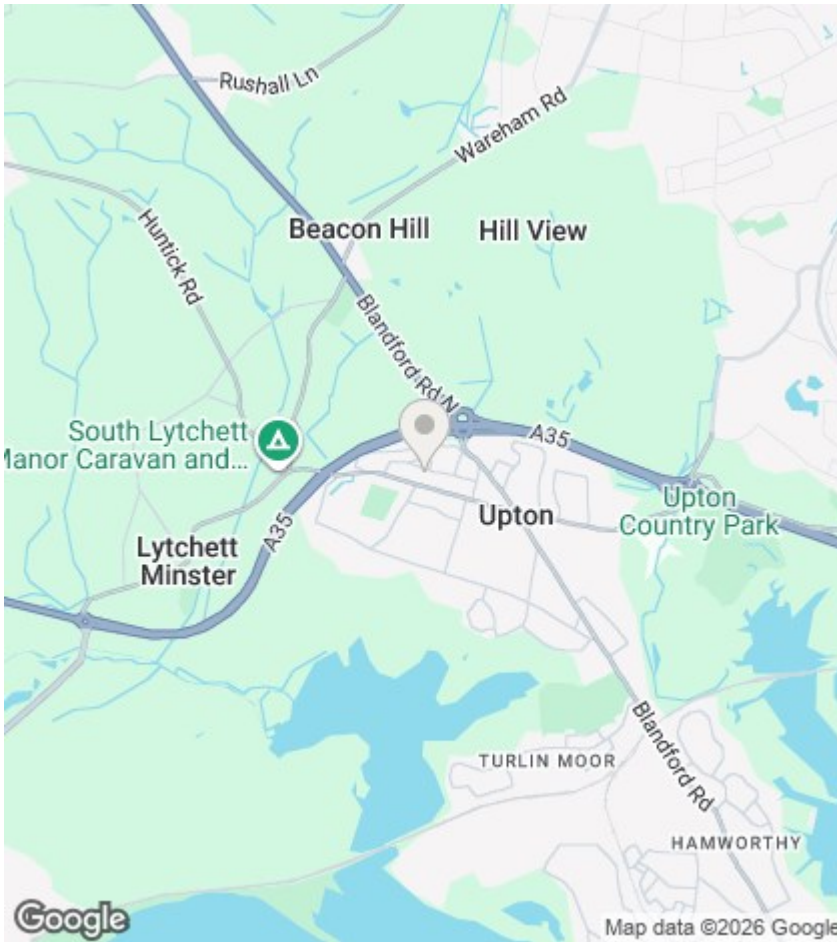 Rushall Ln
Wareham Rd
Huntick Rd
Beacon Hill
Hill View
Blandford Rd N
South Lytchett
Manor Caravan and...
A35
Upton
Upton
Country Park
A35
Lytchett
Minster
Blandford Rd
TURLIN MOOR
HAMWORTHY
Google
Map data ©2026 Google